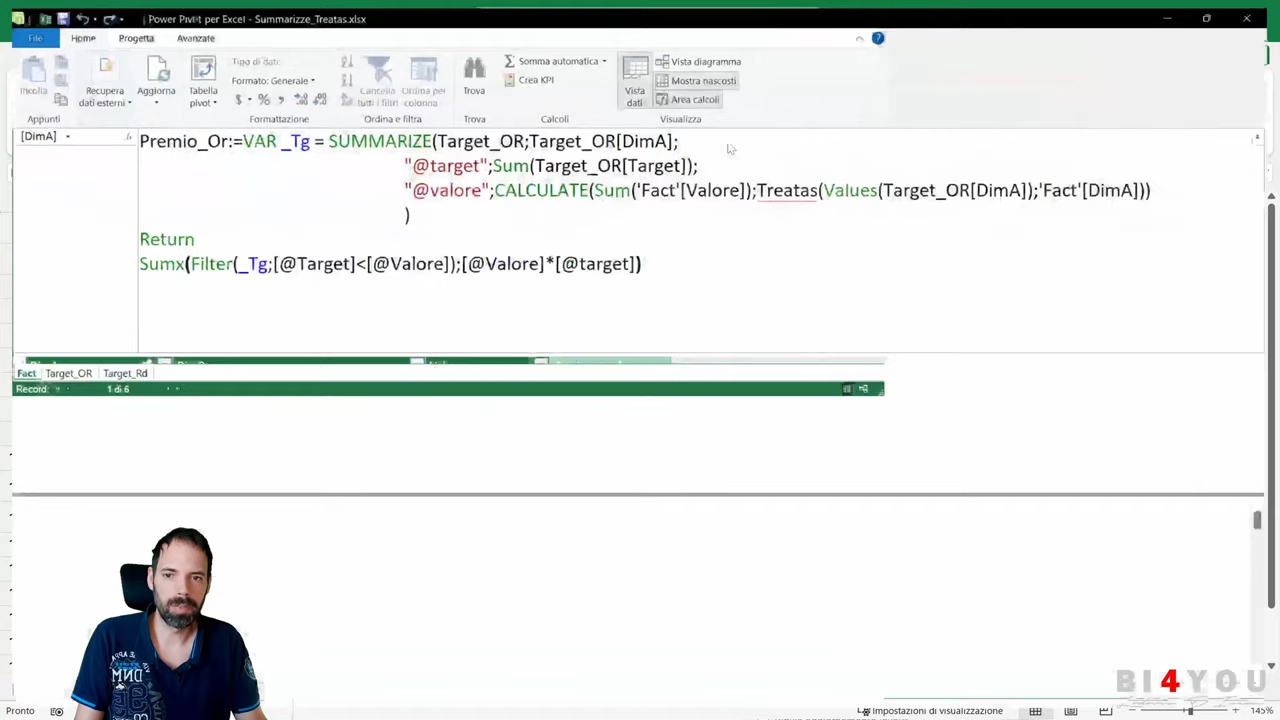 Power Pivot per Excel - Summarizze_Treatas.xlsx
File Home Progetta Avanzate
Incolla
Appunti
Recupera dati esterni
Aggiorna
Tabella pivot
Tipo di dati:
Formato: Generale
$ %
Formattazione
Cancella tutti i filtri
Ordina per colonna
Ordina e filtra
Trova
Trova
Somma automatica
Crea KPI
Calcoli
Vista dati
Vista diagramma
Mostra nascosti
Area calcoli
Visualizza
[DimA]
fx
Premio_Or:=VAR _Tg = SUMMARIZE(Target_OR;Target_OR[DimA];
"@target";Sum(Target_OR[Target]);
"@valore";CALCULATE(Sum('Fact'[Valore]);Treatas(Values(Target_OR[DimA]);'Fact'[DimA]))
)
Return
Sumx(Filter(_Tg;[@Target]<[@Valore]);[@Valore]*[@target])
Fact Target_OR Target_Rd
Record: 1 di 6
DNM
BI4YOU
Pronto
Impostazioni di visualizzazione
145%